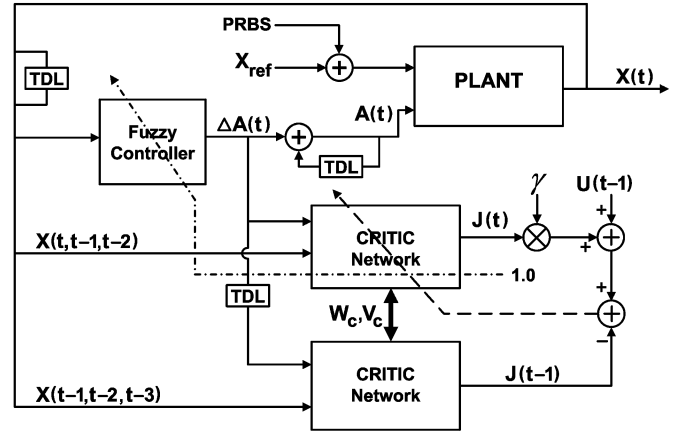 PRBS
X_ref
PLANT
X(t)
TDL
Fuzzy
Controller
ΔA(t)
A(t)
TDL
X(t,t-1,t-2)
CRITIC
Network
J(t)
γ
U(t-1)
+
+
1.0
TDL
W_c,V_c
+
−
X(t-1,t-2,t-3)
CRITIC
Network
J(t-1)